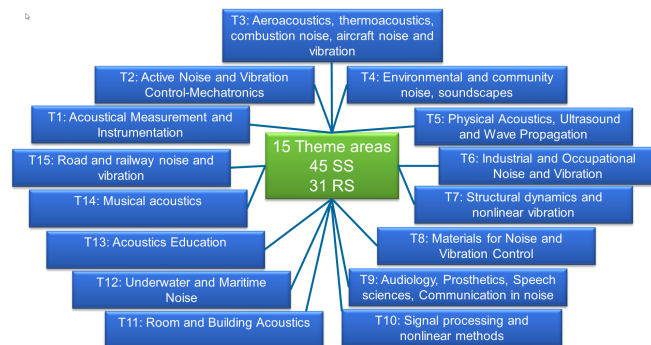 T3: Aeroacoustics, thermoacoustics,
combustion noise, aircraft noise and
vibration
T2: Active Noise and Vibration
Control-Mechatronics
T4: Environmental and community
noise, soundscapes
T1: Acoustical Measurement and
Instrumentation
T5: Physical Acoustics, Ultrasound
and Wave Propagation
15 Theme areas
45 SS
31 RS
T15: Road and railway noise and
vibration
T6: Industrial and Occupational
Noise and Vibration
T14: Musical acoustics
T7: Structural dynamics and
nonlinear vibration
T13: Acoustics Education
T8: Materials for Noise and
Vibration Control
T12: Underwater and Maritime
Noise
T9: Audiology, Prosthetics, Speech
sciences, Communication in noise
T11: Room and Building Acoustics
T10: Signal processing and
nonlinear methods